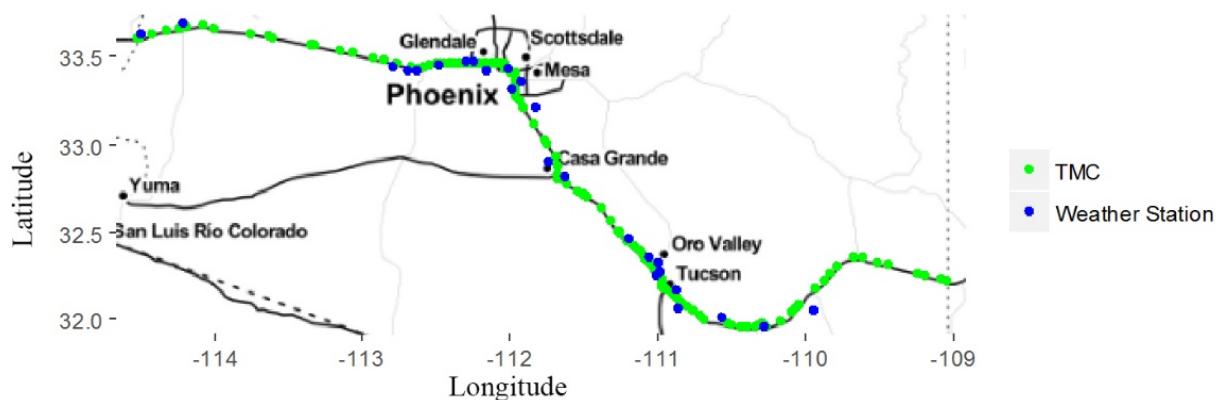 Glendale
Scottsdale
33.5
Mesa
Phoenix
33.0
Casa Grande
TMC
Yuma
Weather Station
32.5
San Luis Río Colorado
Oro Valley
Tucson
32.0
Latitude
-114
-113
-112
-111
-110
-109
Longitude